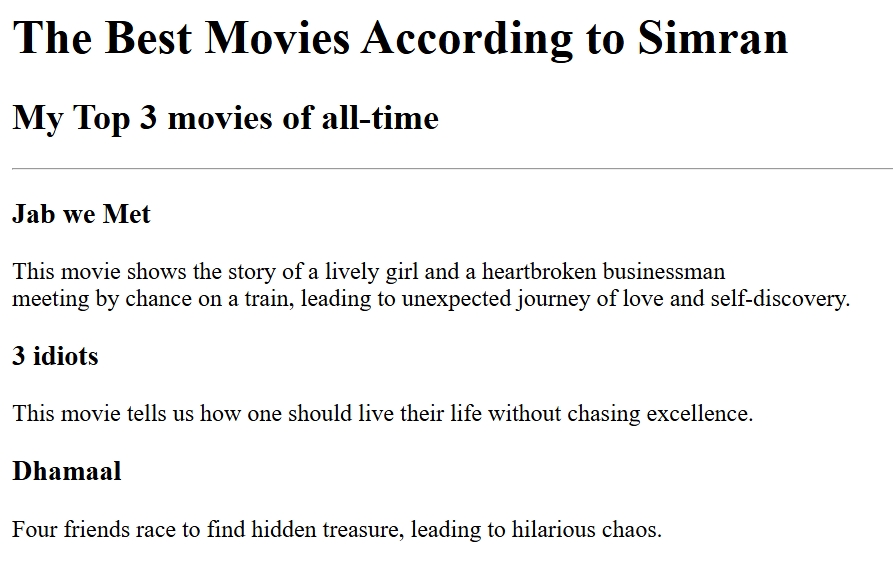 The Best Movies According to Simran
My Top 3 movies of all-time
Jab we Met
This movie shows the story of a lively girl and a heartbroken businessman
meeting by chance on a train, leading to unexpected journey of love and self-discovery.
3 idiots
This movie tells us how one should live their life without chasing excellence.
Dhamaal
Four friends race to find hidden treasure, leading to hilarious chaos.